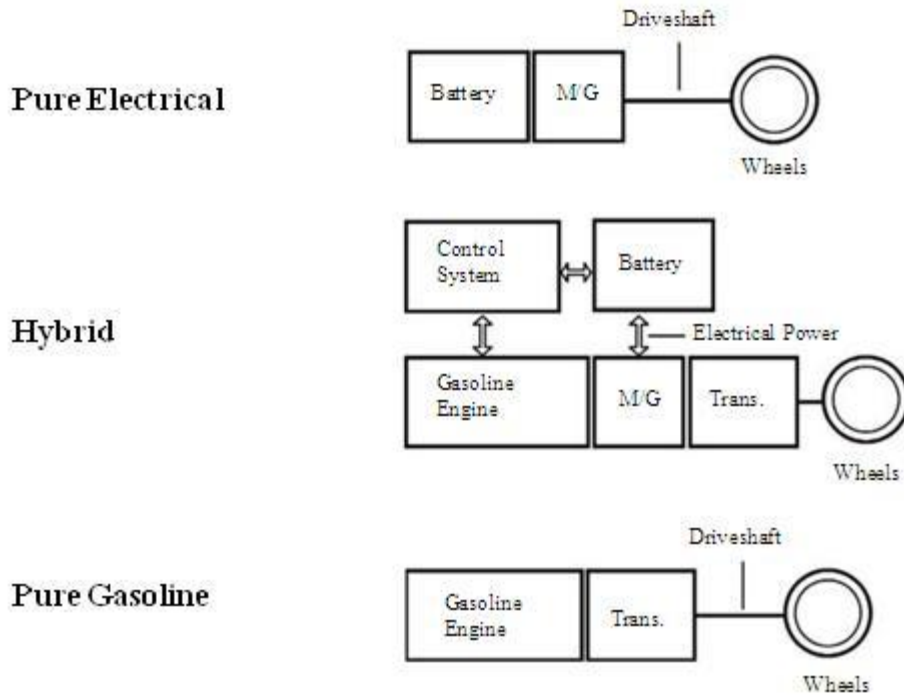 Driveshaft
Pure Electrical
Battery
M/G
Wheels
Control
System
Battery
Hybrid
Electrical Power
Gasoline
Engine
M/G
Trans.
Wheels
Driveshaft
Pure Gasoline
Gasoline
Engine
Trans.
Wheels